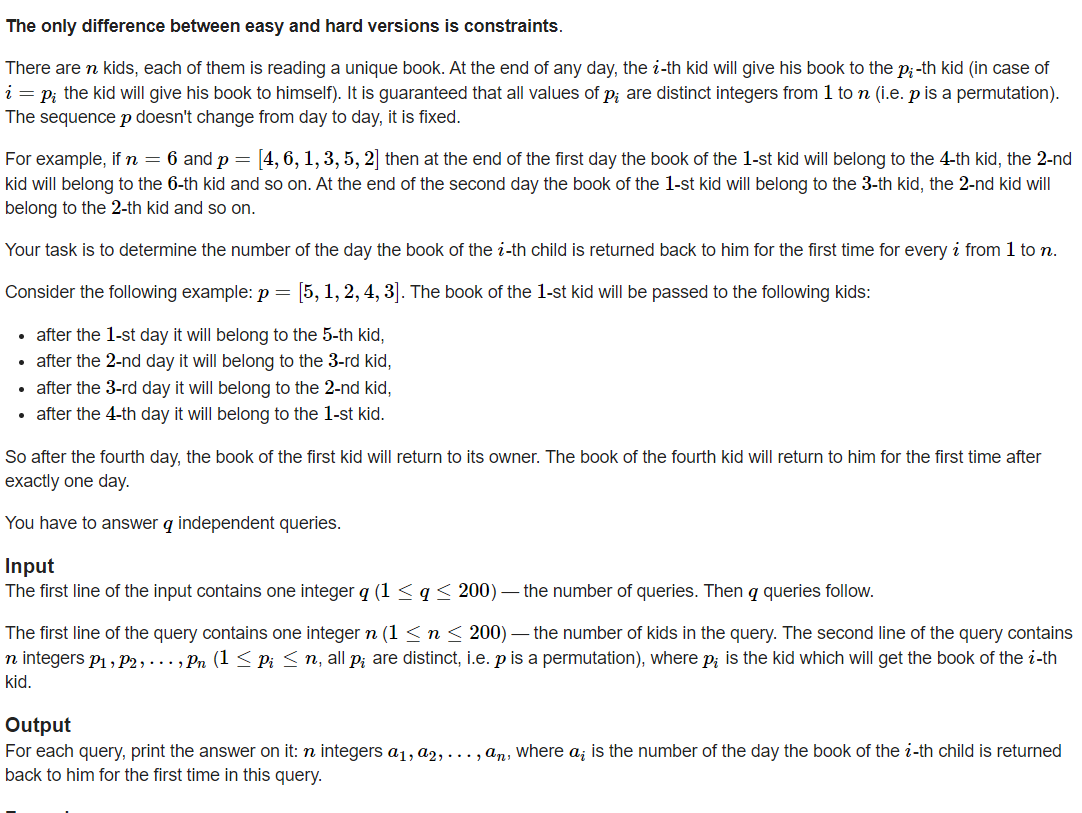 The only difference between easy and hard versions is constraints.
There are n kids, each of them is reading a unique book. At the end of any day, the i-th kid will give his book to the pᵢ-th kid (in case of
i = pᵢ the kid will give his book to himself). It is guaranteed that all values of pᵢ are distinct integers from 1 to n (i.e. p is a permutation).
The sequence p doesn't change from day to day, it is fixed.
For example, if n = 6 and p = [4, 6, 1, 3, 5, 2] then at the end of the first day the book of the 1-st kid will belong to the 4-th kid, the 2-nd
kid will belong to the 6-th kid and so on. At the end of the second day the book of the 1-st kid will belong to the 3-th kid, the 2-nd kid will
belong to the 2-th kid and so on.
Your task is to determine the number of the day the book of the i-th child is returned back to him for the first time for every i from 1 to n.
Consider the following example: p = [5, 1, 2, 4, 3]. The book of the 1-st kid will be passed to the following kids:
• after the 1-st day it will belong to the 5-th kid,
• after the 2-nd day it will belong to the 3-rd kid,
• after the 3-rd day it will belong to the 2-nd kid,
• after the 4-th day it will belong to the 1-st kid.
So after the fourth day, the book of the first kid will return to its owner. The book of the fourth kid will return to him for the first time after
exactly one day.
You have to answer q independent queries.
Input
The first line of the input contains one integer q (1 ≤ q ≤ 200) — the number of queries. Then q queries follow.
The first line of the query contains one integer n (1 ≤ n ≤ 200) — the number of kids in the query. The second line of the query contains
n integers p₁, p₂, . . . , pₙ (1 ≤ pᵢ ≤ n, all pᵢ are distinct, i.e. p is a permutation), where pᵢ is the kid which will get the book of the i-th
kid.
Output
For each query, print the answer on it: n integers a₁, a₂, . . . , aₙ, where aᵢ is the number of the day the book of the i-th child is returned
back to him for the first time in this query.